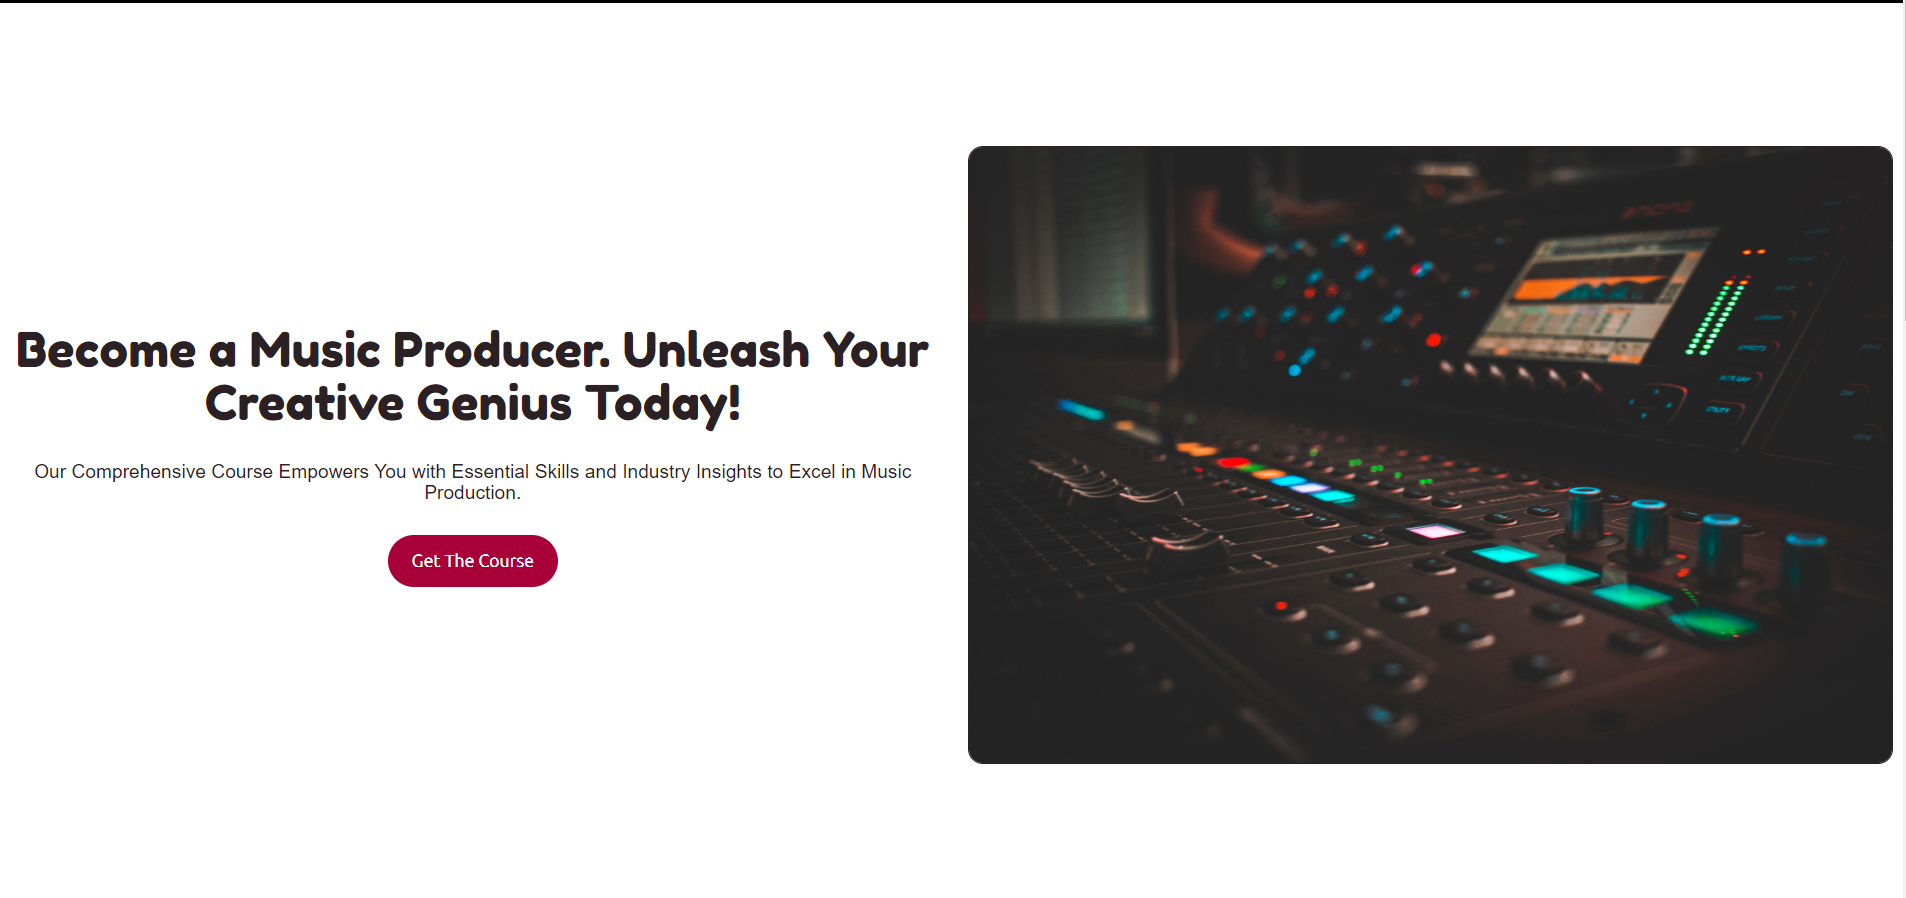 Become a Music Producer. Unleash Your
Creative Genius Today!
Our Comprehensive Course Empowers You with Essential Skills and Industry Insights to Excel in Music
Production.
Get The Course
UTILITY